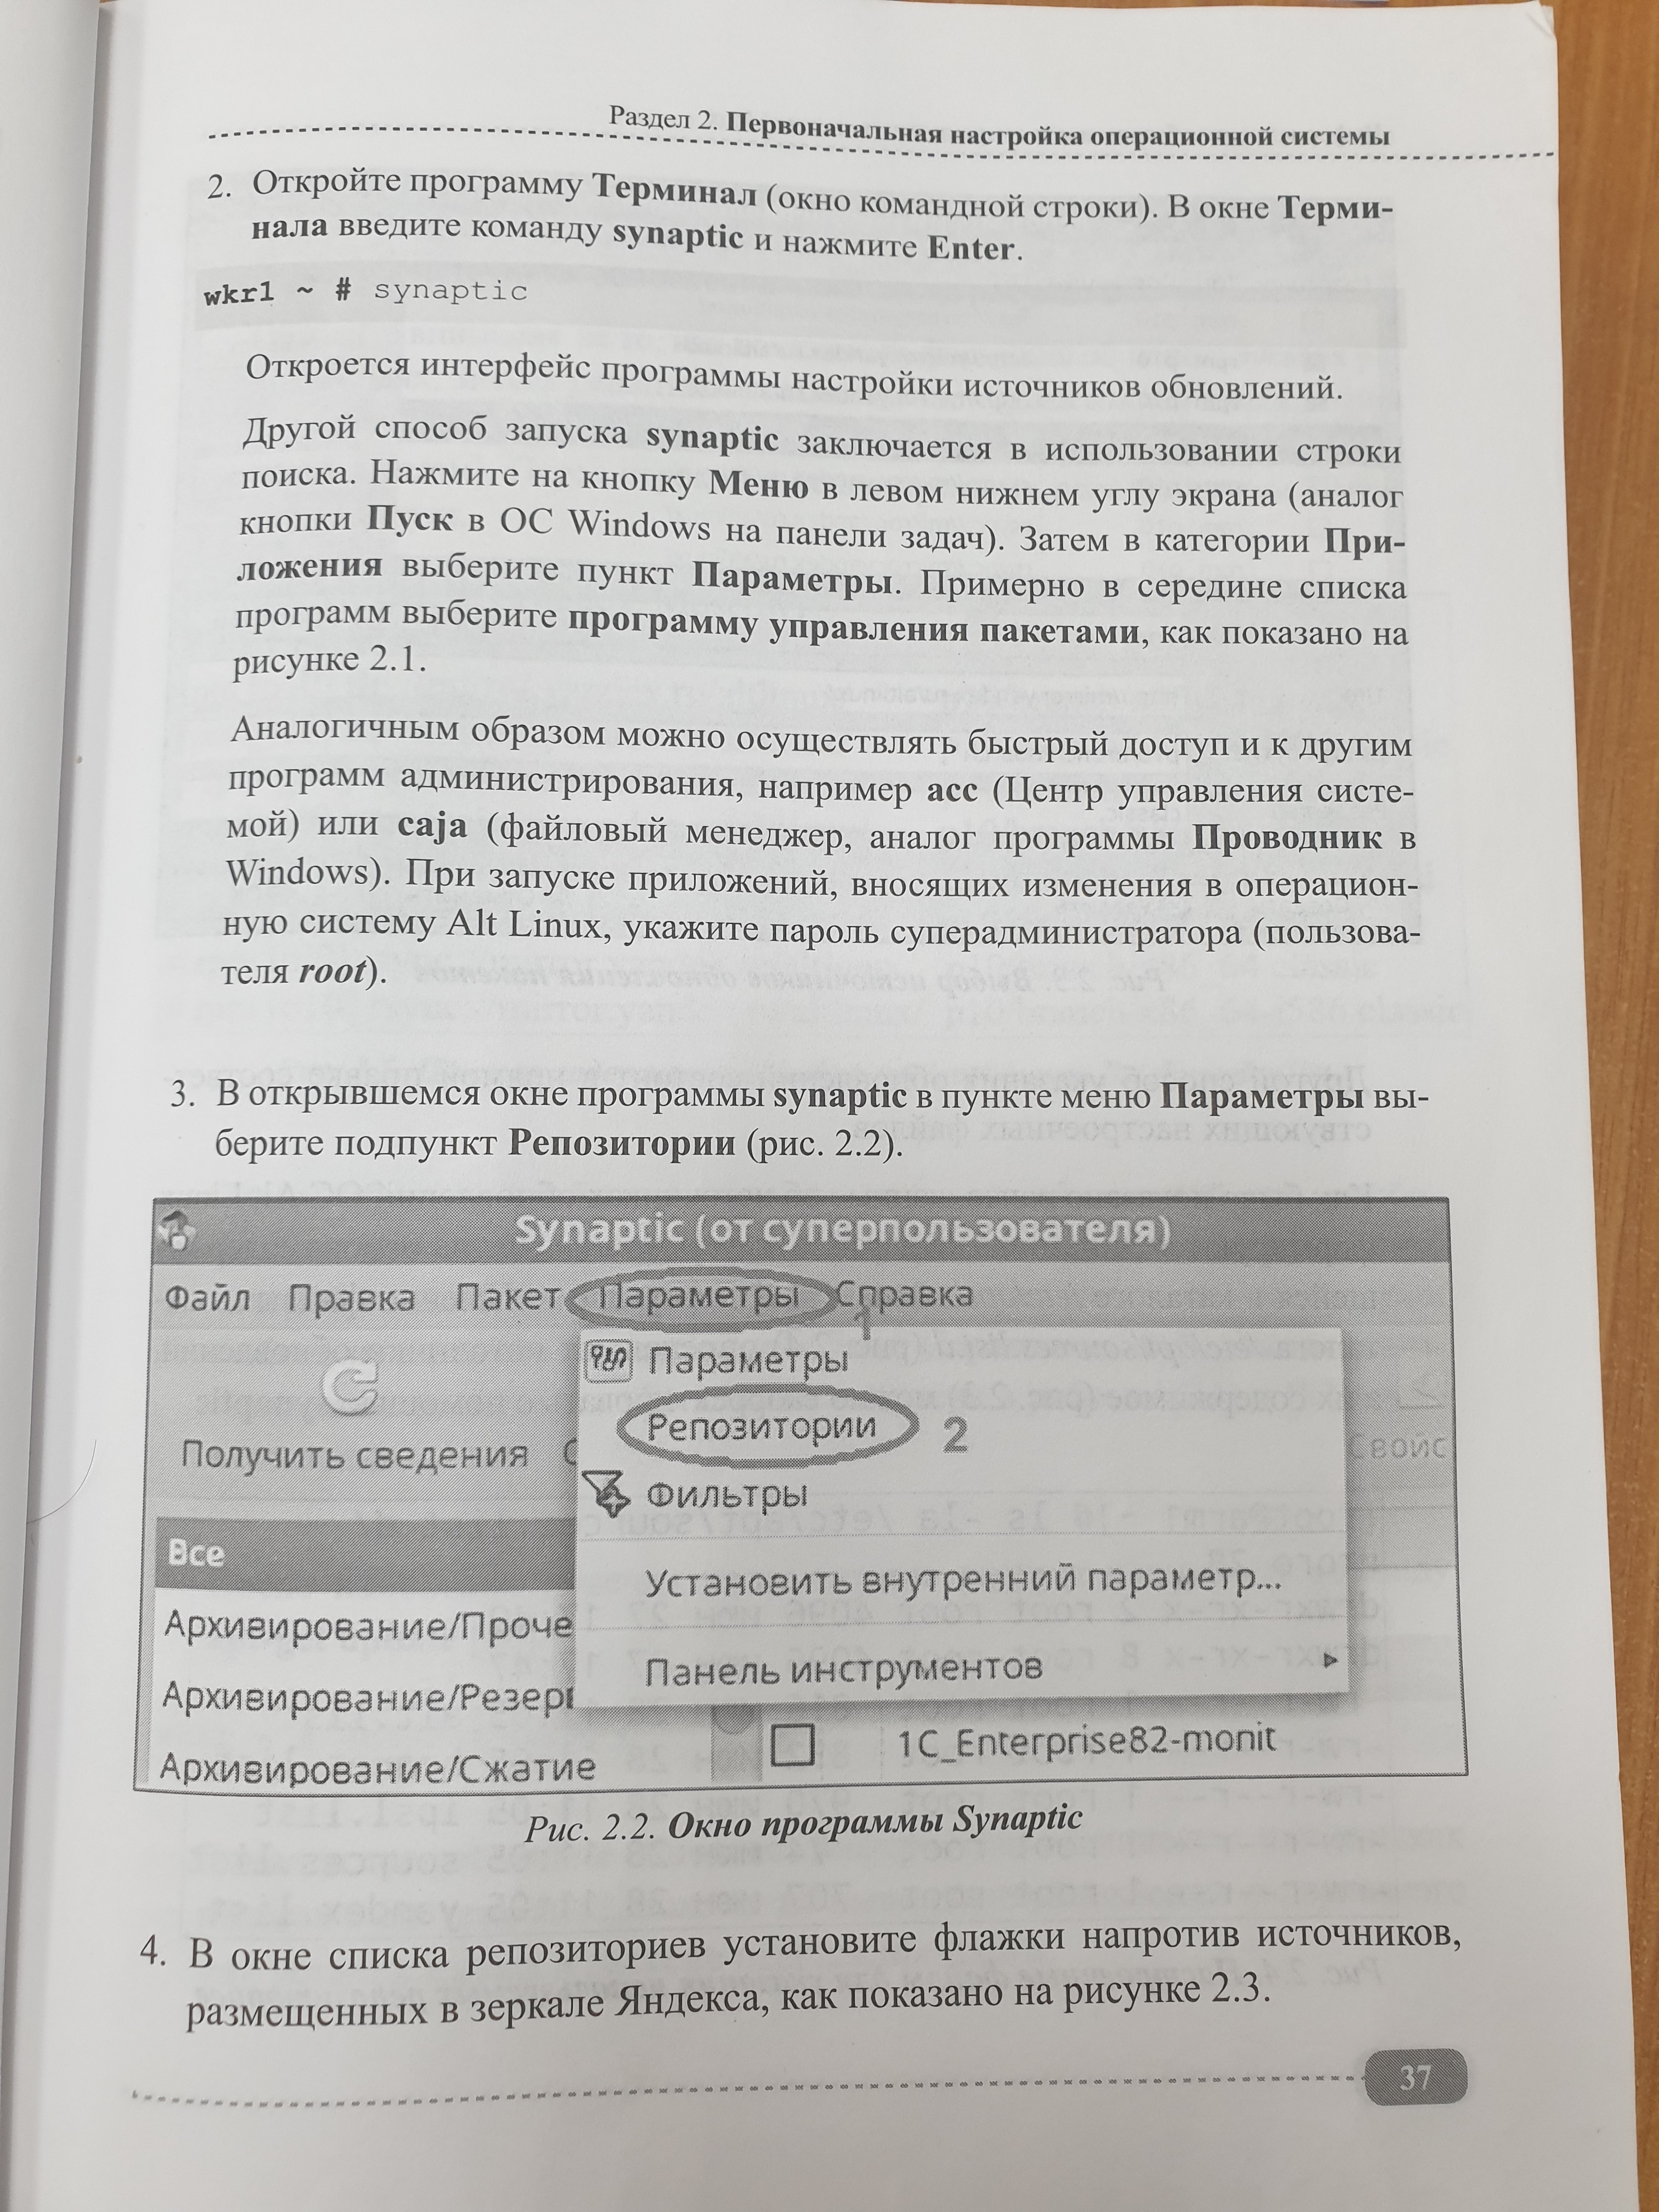 Раздел 2. Первоначальная настройка операционной системы
2. Откройте программу Терминал (окно командной строки). В окне Терми-
нала введите команду synaptic и нажмите Enter.
wkr1 ~ # synaptic
Откроется интерфейс программы настройки источников обновлений.
Другой способ запуска synaptic заключается в использовании строки
поиска. Нажмите на кнопку Меню в левом нижнем углу экрана (аналог
кнопки Пуск в ОС Windows на панели задач). Затем в категории При-
ложения выберите пункт Параметры. Примерно в середине списка
программ выберите программу управления пакетами, как показано на
рисунке 2.1.
Аналогичным образом можно осуществлять быстрый доступ и к другим
программ администрирования, например acc (Центр управления систе-
мой) или caja (файловый менеджер, аналог программы Проводник в
Windows). При запуске приложений, вносящих изменения в операцион-
ную систему Alt Linux, укажите пароль суперадминистратора (пользова-
теля root).
3. В открывшемся окне программы synaptic в пункте меню Параметры вы-
берите подпункт Репозитории (рис. 2.2).
Synaptic (от суперпользователя)
Файл Правка Пакет Параметры Справка
1
Параметры
Репозитории 2
Получить сведения С Свойс
Фильтры
Все
Установить внутренний параметр...
Архивирование/Проче
Панель инструментов
Архивирование/Резер
1C_Enterprise82-monit
Архивирование/Сжатие
Рис. 2.2. Окно программы Synaptic
4. В окне списка репозиториев установите флажки напротив источников,
размещенных в зеркале Яндекса, как показано на рисунке 2.3.
37